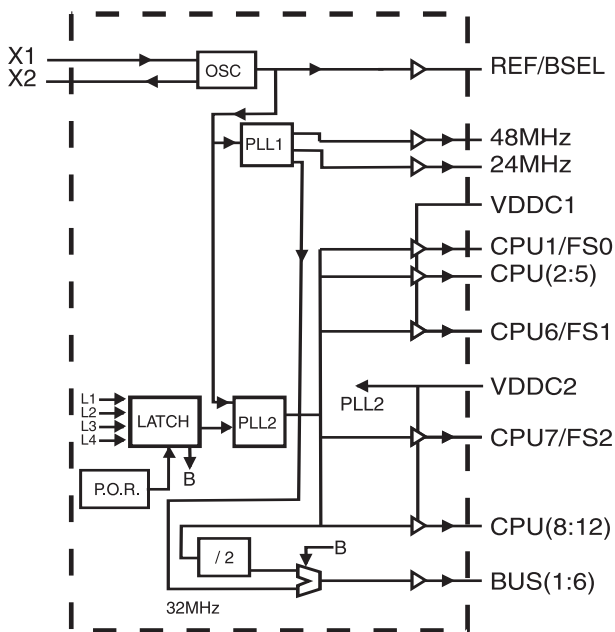 X1
X2
OSC
REF/BSEL
PLL1
48MHz
24MHz
VDDC1
CPU1/FS0
CPU(2:5)
CPU6/FS1
VDDC2
PLL2
L1
L2
L3
L4
LATCH
PLL2
CPU7/FS2
P.O.R.
B
CPU(8:12)
/ 2
B
BUS(1:6)
32MHz